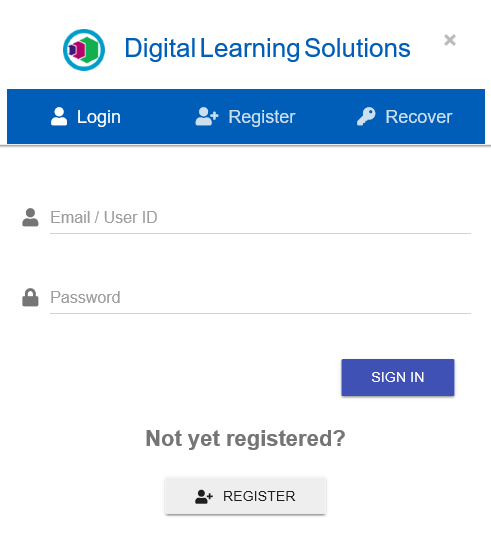 Digital Learning Solutions ×
Login Register Recover
Email / User ID
Password
SIGN IN
Not yet registered?
REGISTER